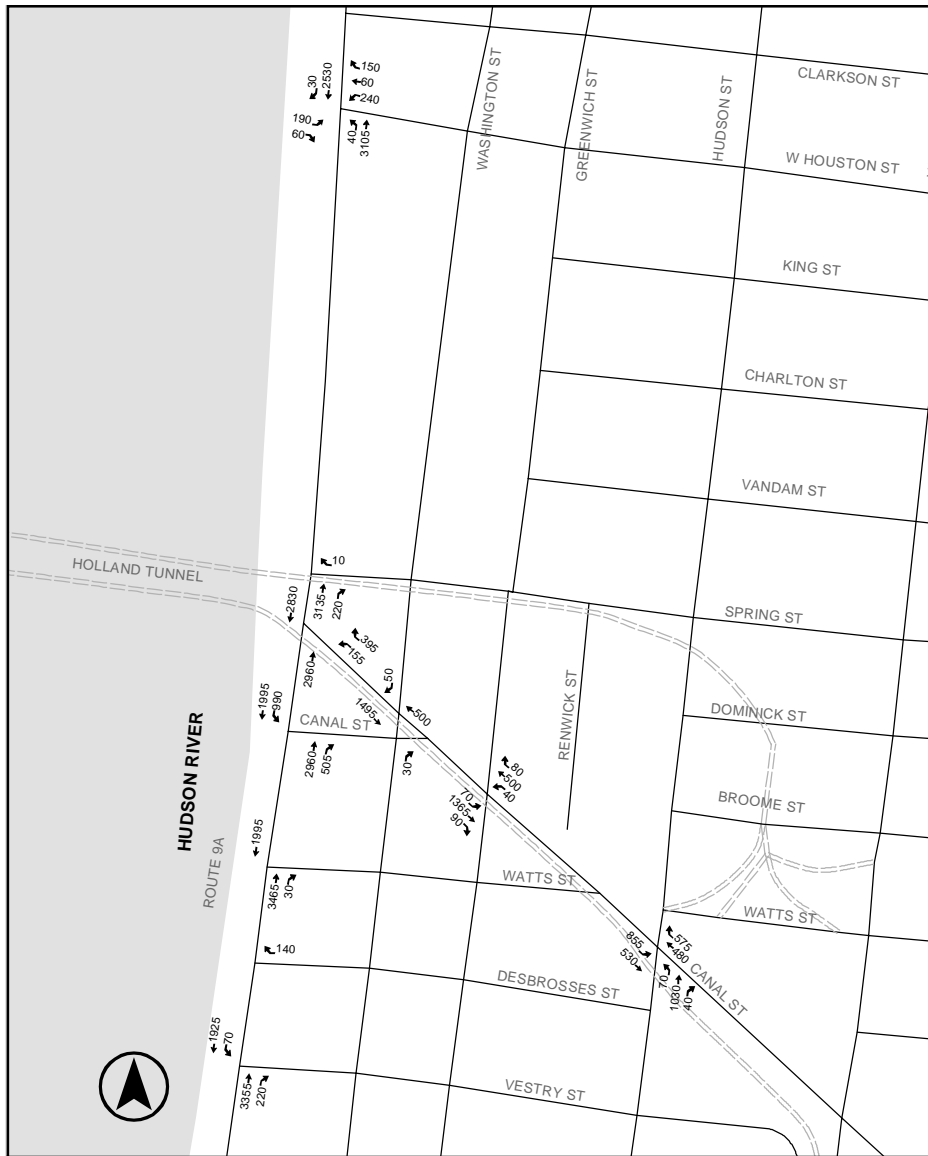 150
60
240
30
2530
190
60
40
3105
WASHINGTON ST
GREENWICH ST
HUDSON ST
CLARKSON ST
W HOUSTON ST
KING ST
CHARLTON ST
VANDAM ST
HOLLAND TUNNEL
10
2830
3135
220
SPRING ST
395
155
2960
50
1495
500
1995
990
CANAL ST
RENWICK ST
DOMINICK ST
2960
505
30
80
500
40
70
1365
90
BROOME ST
HUDSON RIVER
ROUTE 9A
1995
3465
30
WATTS ST
WATTS ST
140
855
530
575
480
70
1030
40
CANAL ST
DESBROSSES ST
1925
70
3355
220
VESTRY ST